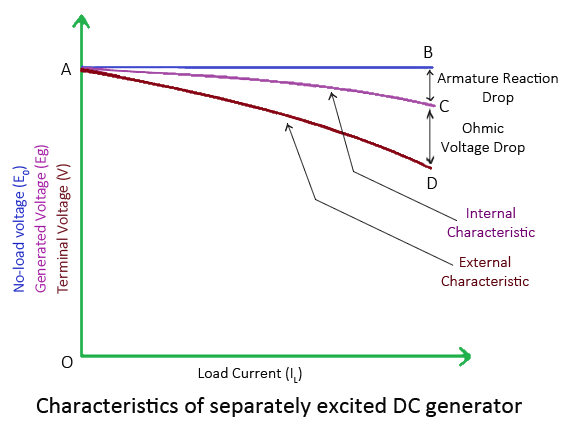 B
A
Armature Reaction
Drop
C
Ohmic
Voltage Drop
D
No-load voltage (E₀)
Generated Voltage (Eg)
Terminal Voltage (V)
Internal
Characteristic
External
Characteristic
O
Load Current (I_L)
Characteristics of separately excited DC generator